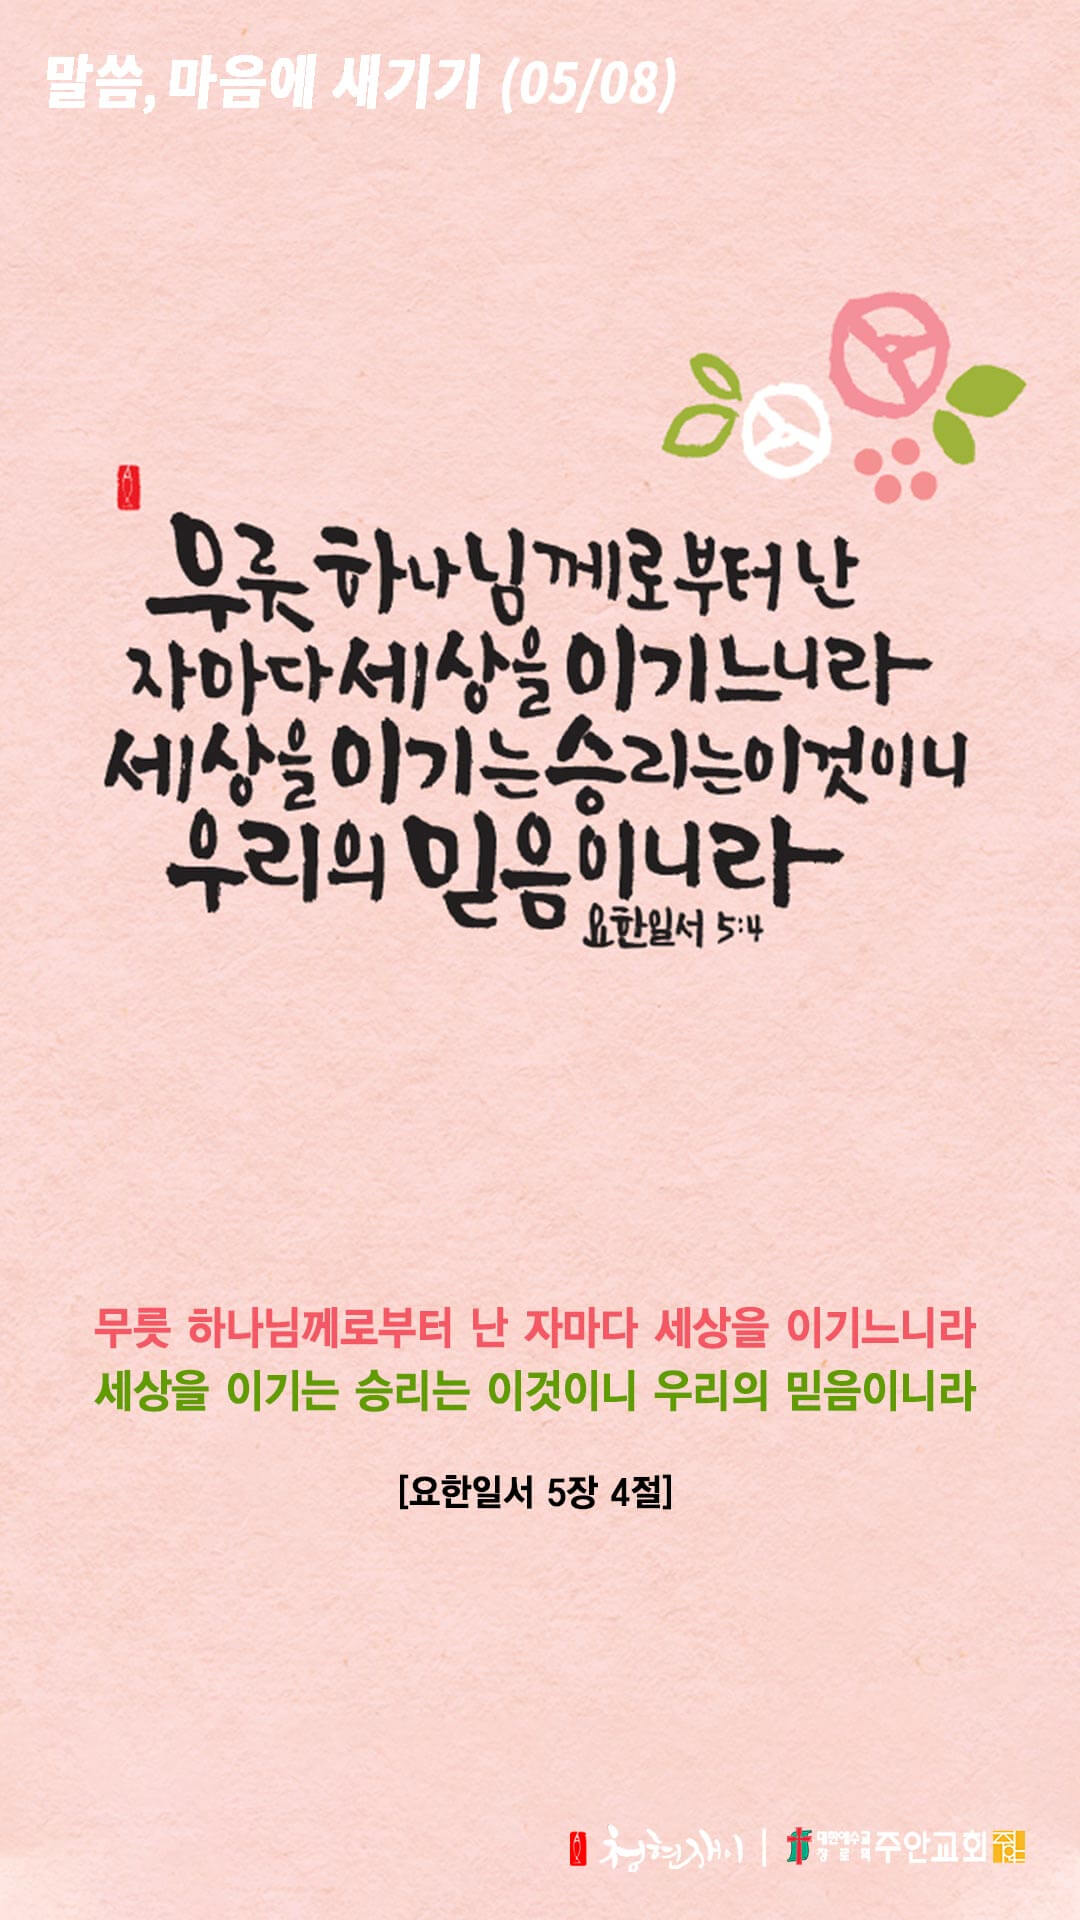 말씀, 마음에 새기기 (05/08)
무릇 하나님께로부터 난
자마다 세상을 이기느니라
세상을 이기는 승리는 이것이니
우리의 믿음이니라
요한일서 5:4
무릇 하나님께로부터 난 자마다 세상을 이기느니라
세상을 이기는 승리는 이것이니 우리의 믿음이니라
[요한일서 5장 4절]
청현재이 | 대한예수교 장로회 주안교회